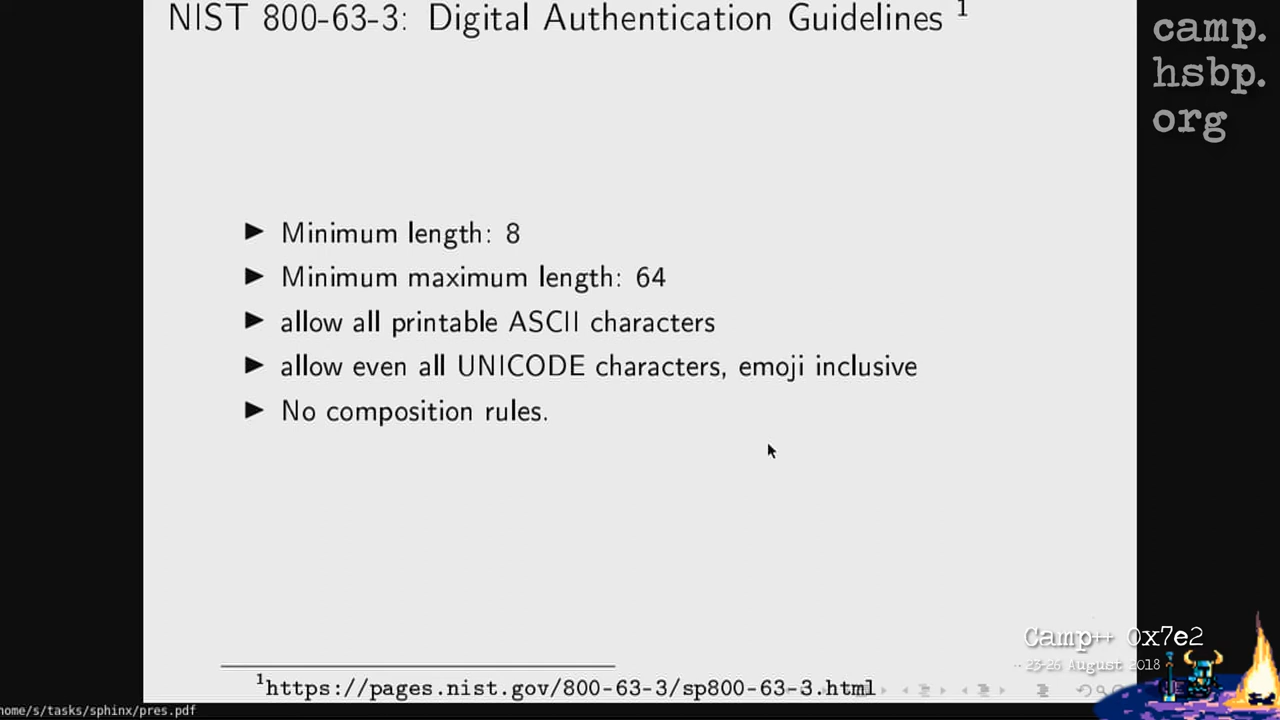 NIST 800-63-3: Digital Authentication Guidelines 1
camp.
hsbp.
org
▶ Minimum length: 8
▶ Minimum maximum length: 64
▶ allow all printable ASCII characters
▶ allow even all UNICODE characters, emoji inclusive
▶ No composition rules.
Camp++ 0x7e2
23-26 August 2018
1https://pages.nist.gov/800-63-3/sp800-63-3.html
home/s/tasks/sphinx/pres.pdf